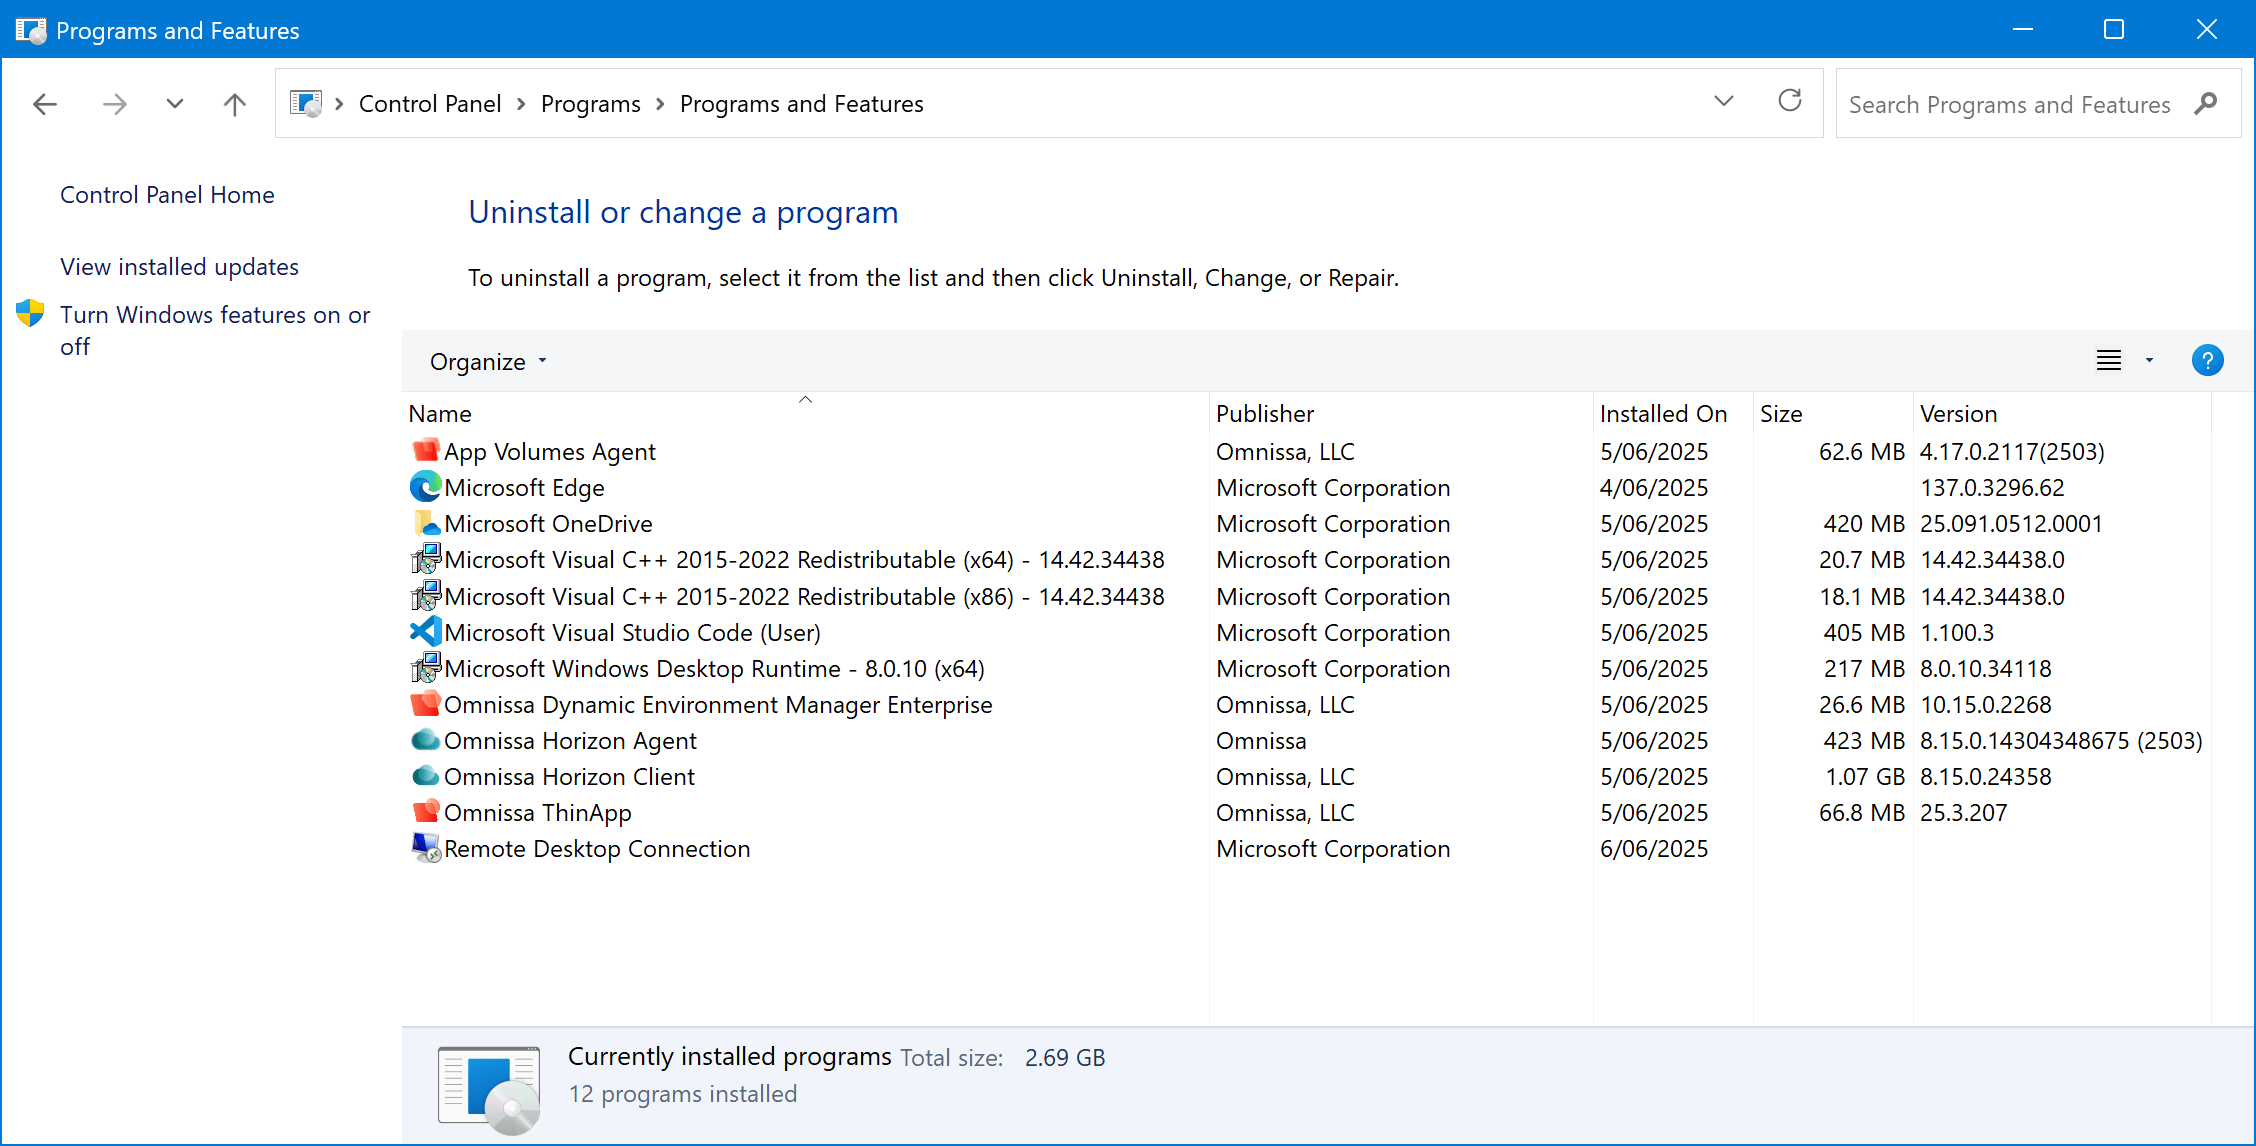 Programs and Features
Control Panel Programs Programs and Features
Search Programs and Features
Control Panel Home
View installed updates
Turn Windows features on or
off
Uninstall or change a program
To uninstall a program, select it from the list and then click Uninstall, Change, or Repair.
Organize
?
Name Publisher Installed On Size Version
App Volumes Agent Omnissa, LLC 5/06/2025 62.6 MB 4.17.0.2117(2503)
Microsoft Edge Microsoft Corporation 4/06/2025 137.0.3296.62
Microsoft OneDrive Microsoft Corporation 5/06/2025 420 MB 25.091.0512.0001
Microsoft Visual C++ 2015-2022 Redistributable (x64) - 14.42.34438 Microsoft Corporation 5/06/2025 20.7 MB 14.42.34438.0
Microsoft Visual C++ 2015-2022 Redistributable (x86) - 14.42.34438 Microsoft Corporation 5/06/2025 18.1 MB 14.42.34438.0
Microsoft Visual Studio Code (User) Microsoft Corporation 5/06/2025 405 MB 1.100.3
Microsoft Windows Desktop Runtime - 8.0.10 (x64) Microsoft Corporation 5/06/2025 217 MB 8.0.10.34118
Omnissa Dynamic Environment Manager Enterprise Omnissa, LLC 5/06/2025 26.6 MB 10.15.0.2268
Omnissa Horizon Agent Omnissa 5/06/2025 423 MB 8.15.0.14304348675 (2503)
Omnissa Horizon Client Omnissa, LLC 5/06/2025 1.07 GB 8.15.0.24358
Omnissa ThinApp Omnissa, LLC 5/06/2025 66.8 MB 25.3.207
Remote Desktop Connection Microsoft Corporation 6/06/2025
Currently installed programs Total size: 2.69 GB
12 programs installed